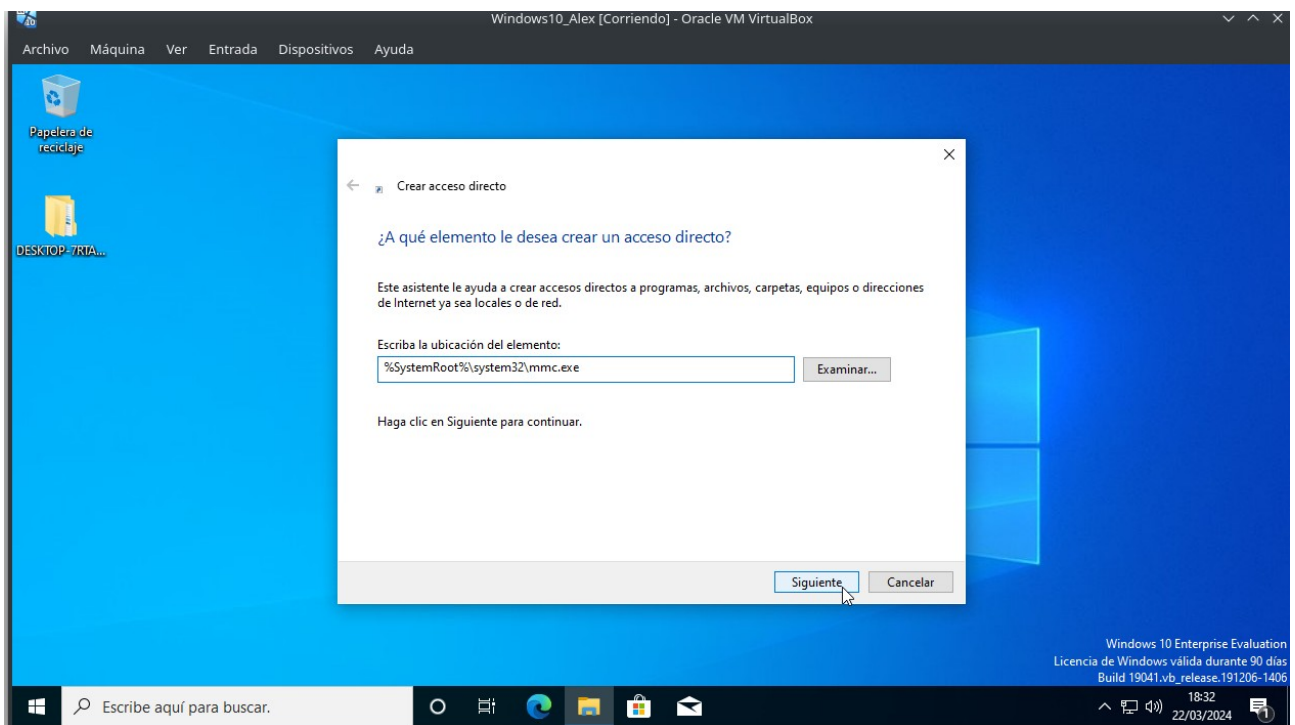 Windows10_Alex [Corriendo] - Oracle VM VirtualBox
Archivo Máquina Ver Entrada Dispositivos Ayuda
Papelera de
reciclaje
DESKTOP-7RTA...
Crear acceso directo
¿A qué elemento le desea crear un acceso directo?
Este asistente le ayuda a crear accesos directos a programas, archivos, carpetas, equipos o direcciones
de Internet ya sea locales o de red.
Escriba la ubicación del elemento:
%SystemRoot%\system32\mmc.exe
Examinar...
Haga clic en Siguiente para continuar.
Siguiente Cancelar
Windows 10 Enterprise Evaluation
Licencia de Windows válida durante 90 días
Build 19041.vb_release.191206-1406
Escribe aquí para buscar.
18:32
22/03/2024
1